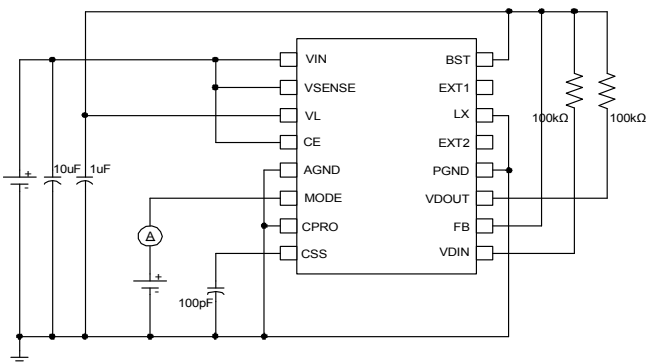 VIN
VSENSE
VL
CE
AGND
MODE
CPRO
CSS
BST
EXT1
LX
EXT2
PGND
VDOUT
FB
VDIN
100kΩ
100kΩ
10uF
1uF
+
-
A
+
-
100pF